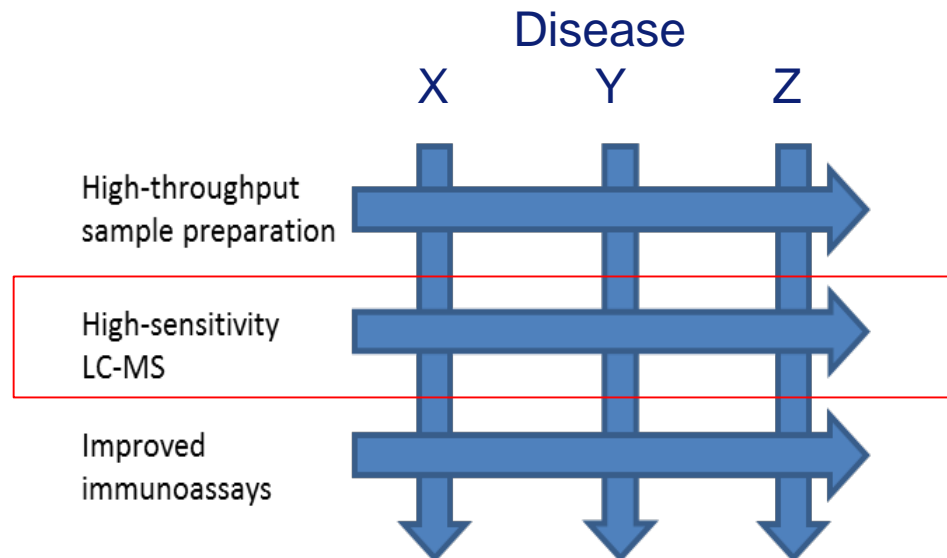 Disease
X Y Z
High-throughput
sample preparation
High-sensitivity
LC-MS
Improved
immunoassays